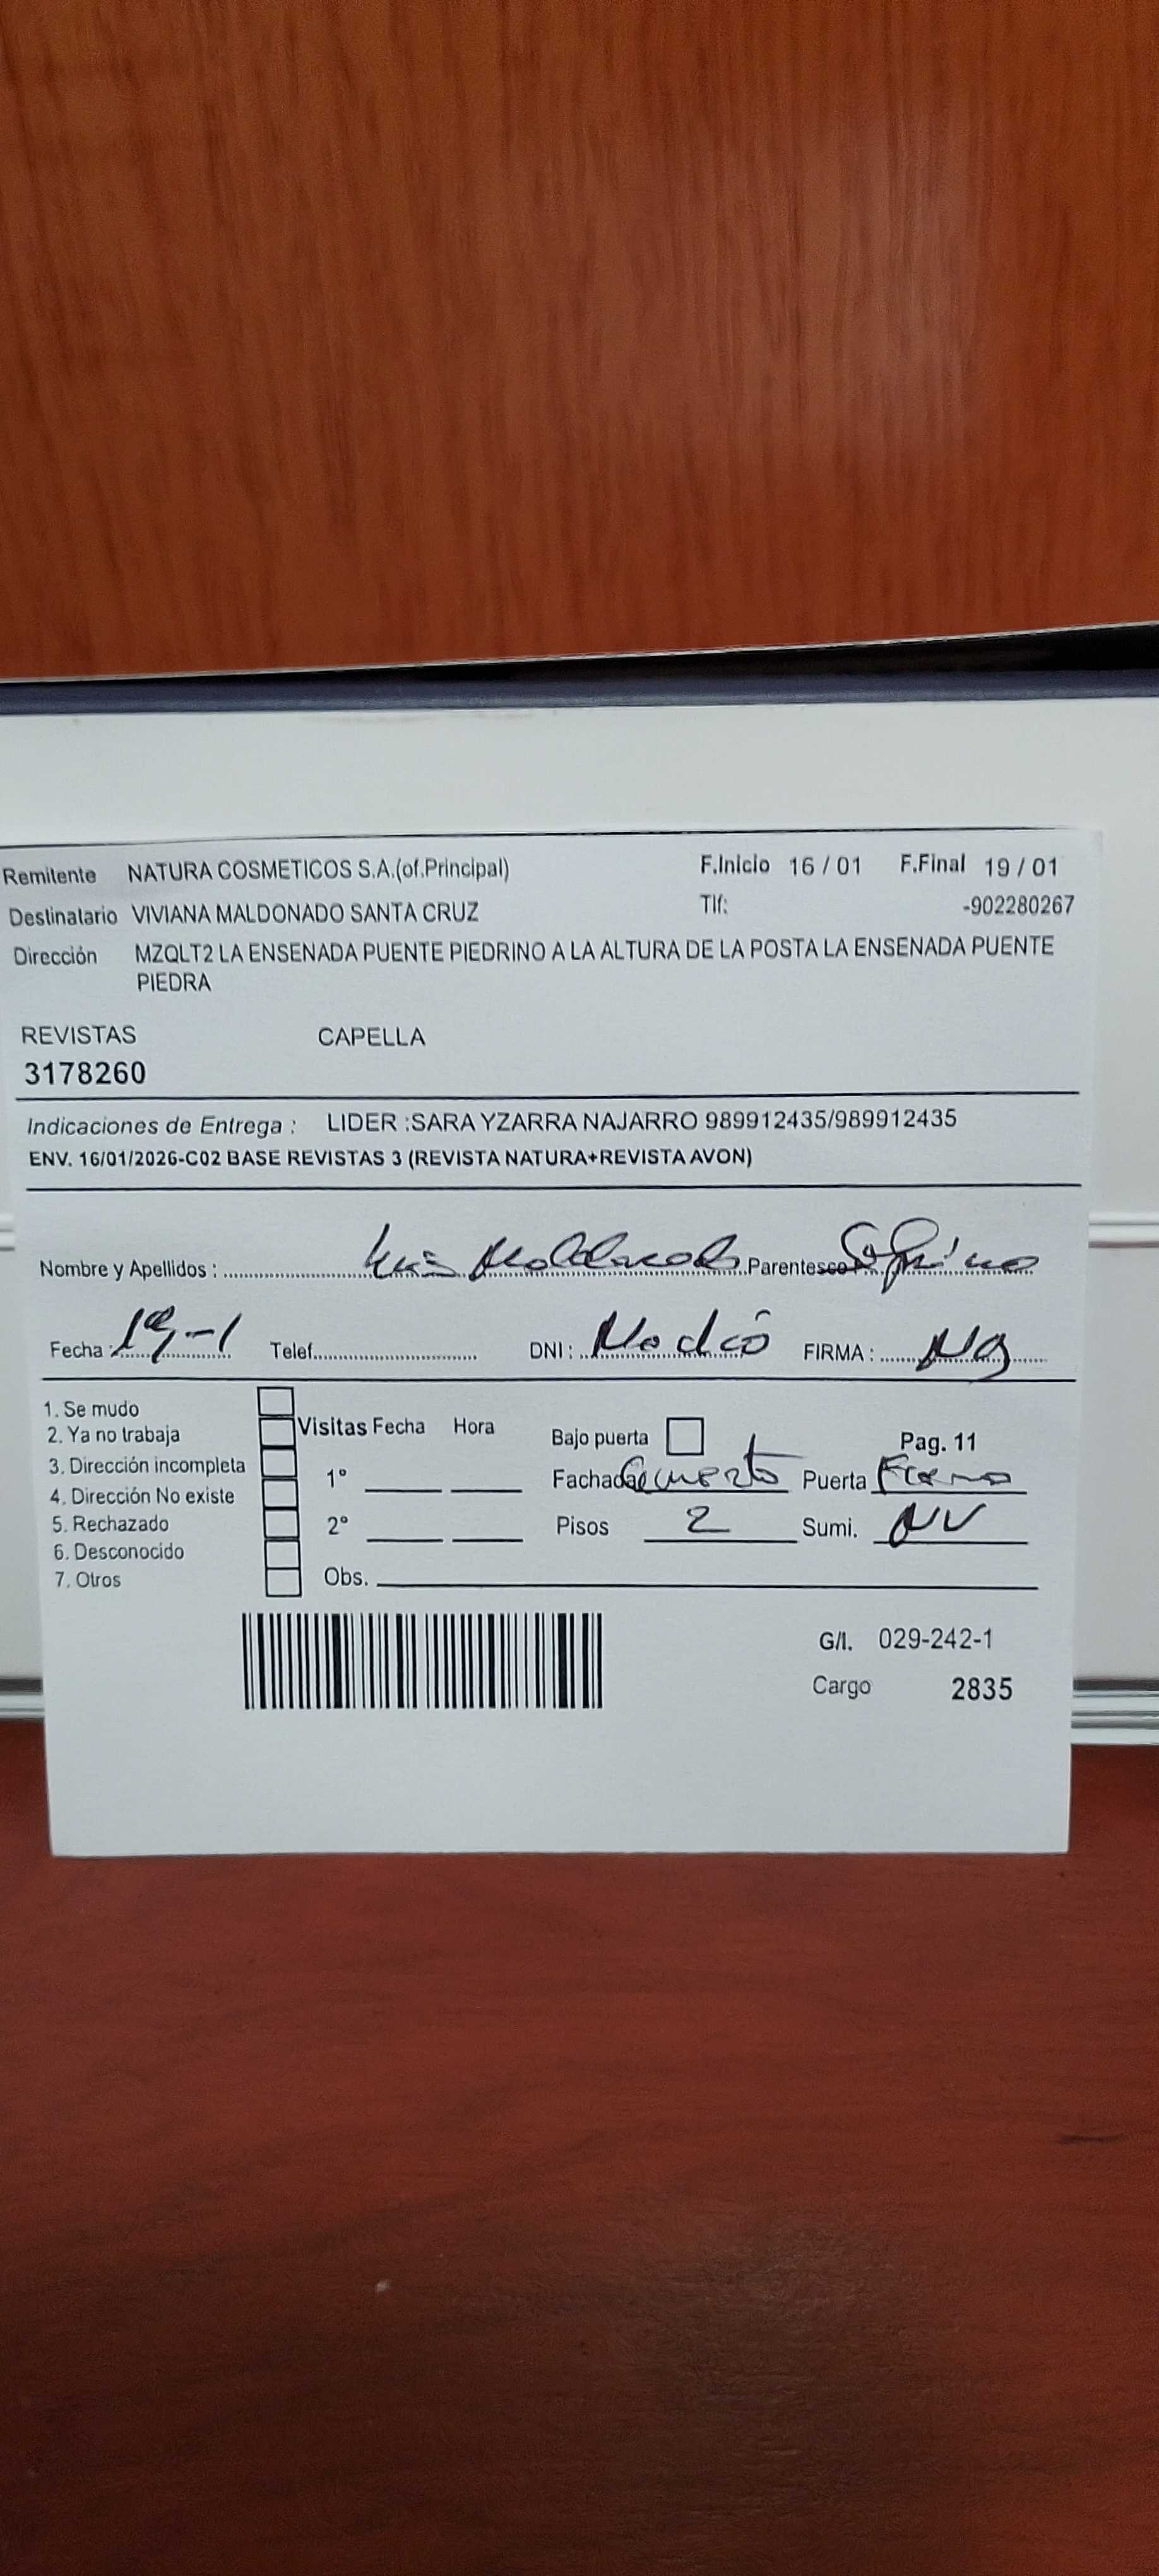 Remitente NATURA COSMETICOS S.A.(of.Principal) F.Inicio 16 / 01 F.Final 19 / 01
Destinatario VIVIANA MALDONADO SANTA CRUZ Tlf: -902280267
Dirección MZQLT2 LA ENSENADA PUENTE PIEDRINO A LA ALTURA DE LA POSTA LA ENSENADA PUENTE
PIEDRA
REVISTAS CAPELLA
3178260
Indicaciones de Entrega : LIDER :SARA YZARRA NAJARRO 989912435/989912435
ENV. 16/01/2026-C02 BASE REVISTAS 3 (REVISTA NATURA+REVISTA AVON)
Nombre y Apellidos : Luis Maldonado Parentesco Sobrino
Fecha : 19-1 Telef. DNI : No dió FIRMA :
1. Se mudo
2. Ya no trabaja Visitas Fecha Hora Bajo puerta Pag. 11
3. Dirección incompleta 1° Fachada Puerta Fierro
4. Dirección No existe
5. Rechazado 2° Pisos 2 Sumi. NV
6. Desconocido
7. Otros Obs.
G/I. 029-242-1
Cargo 2835